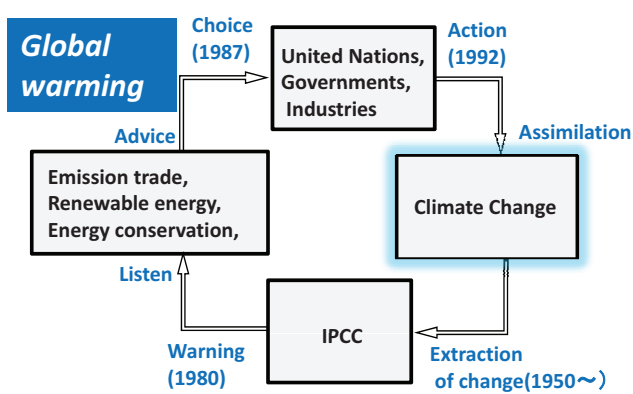 Global
warming
Choice
(1987)
United Nations,
Governments,
Industries
Action
(1992)
Advice
Assimilation
Emission trade,
Renewable energy,
Energy conservation,
Climate Change
Listen
IPCC
Warning
(1980)
Extraction
of change(1950～)